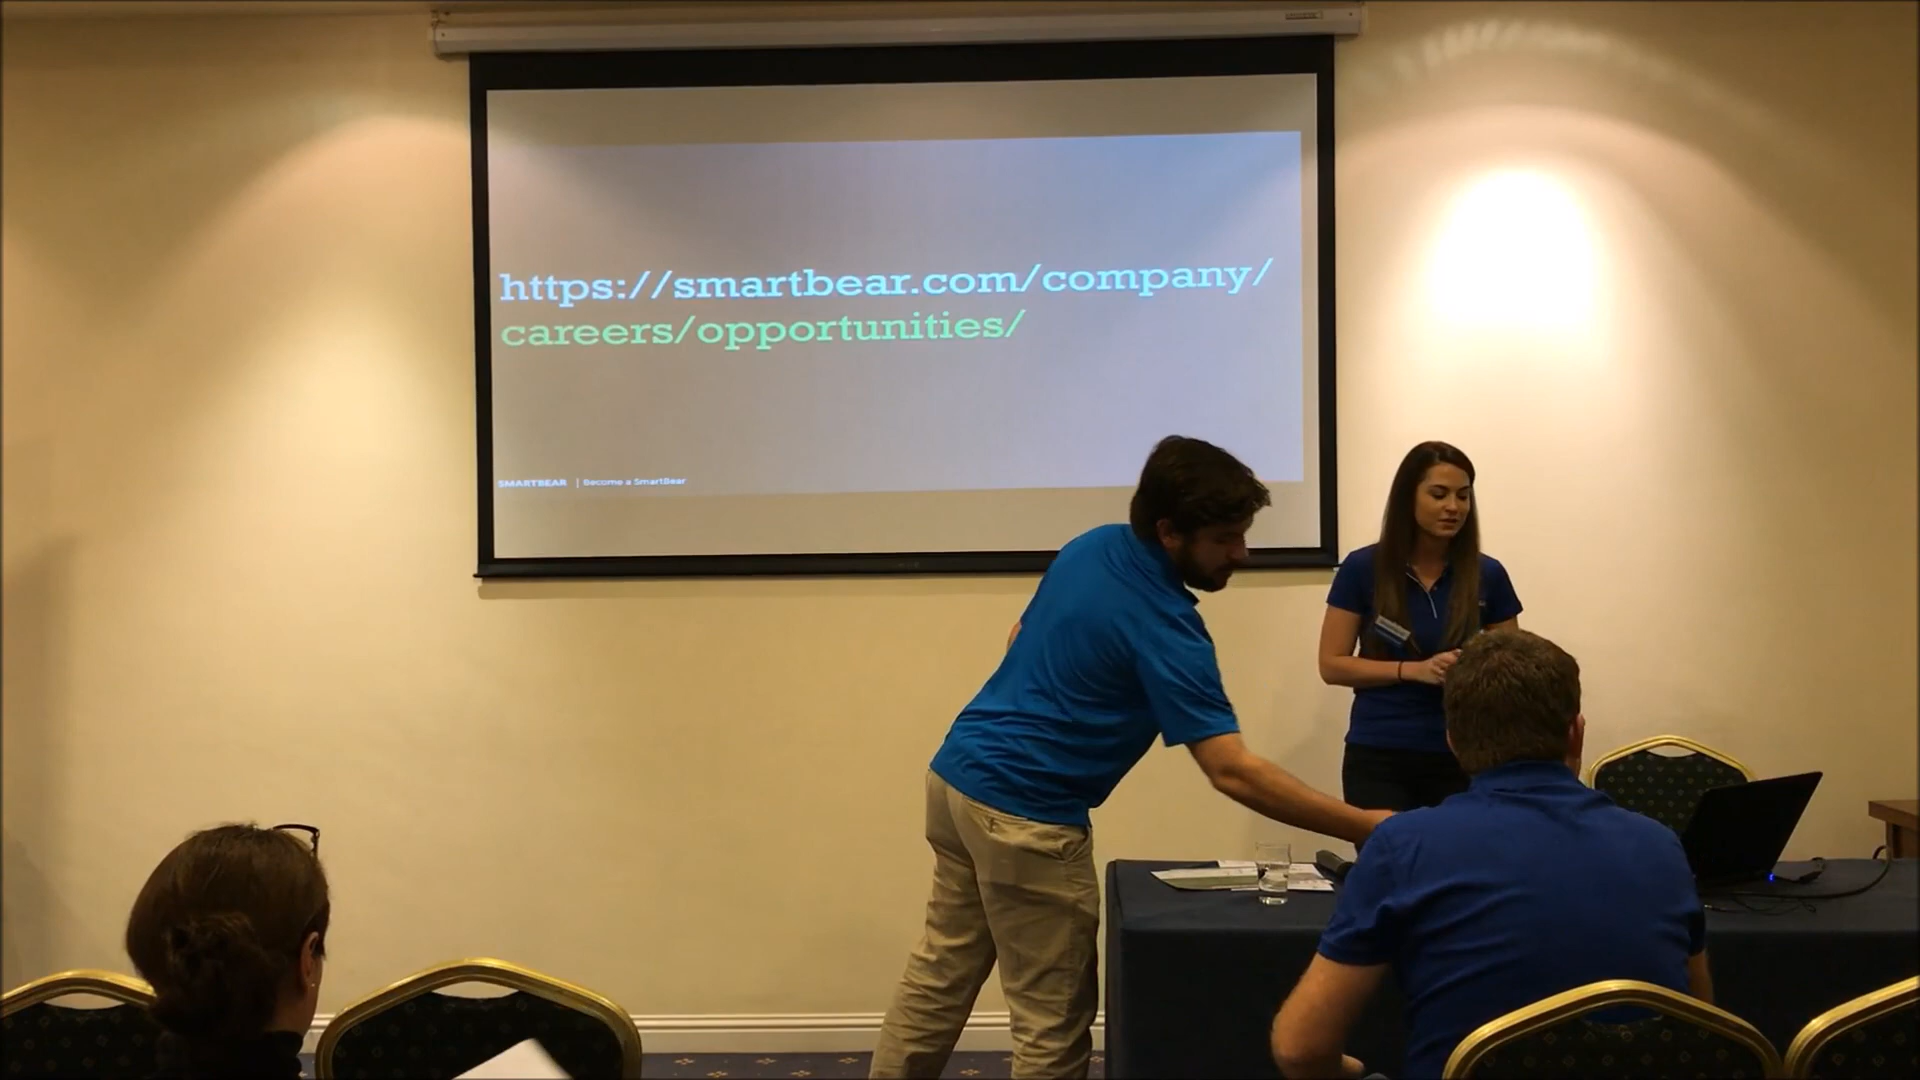 https://smartbear.com/company/
careers/opportunities/
SMARTBEAR | Become a SmartBear